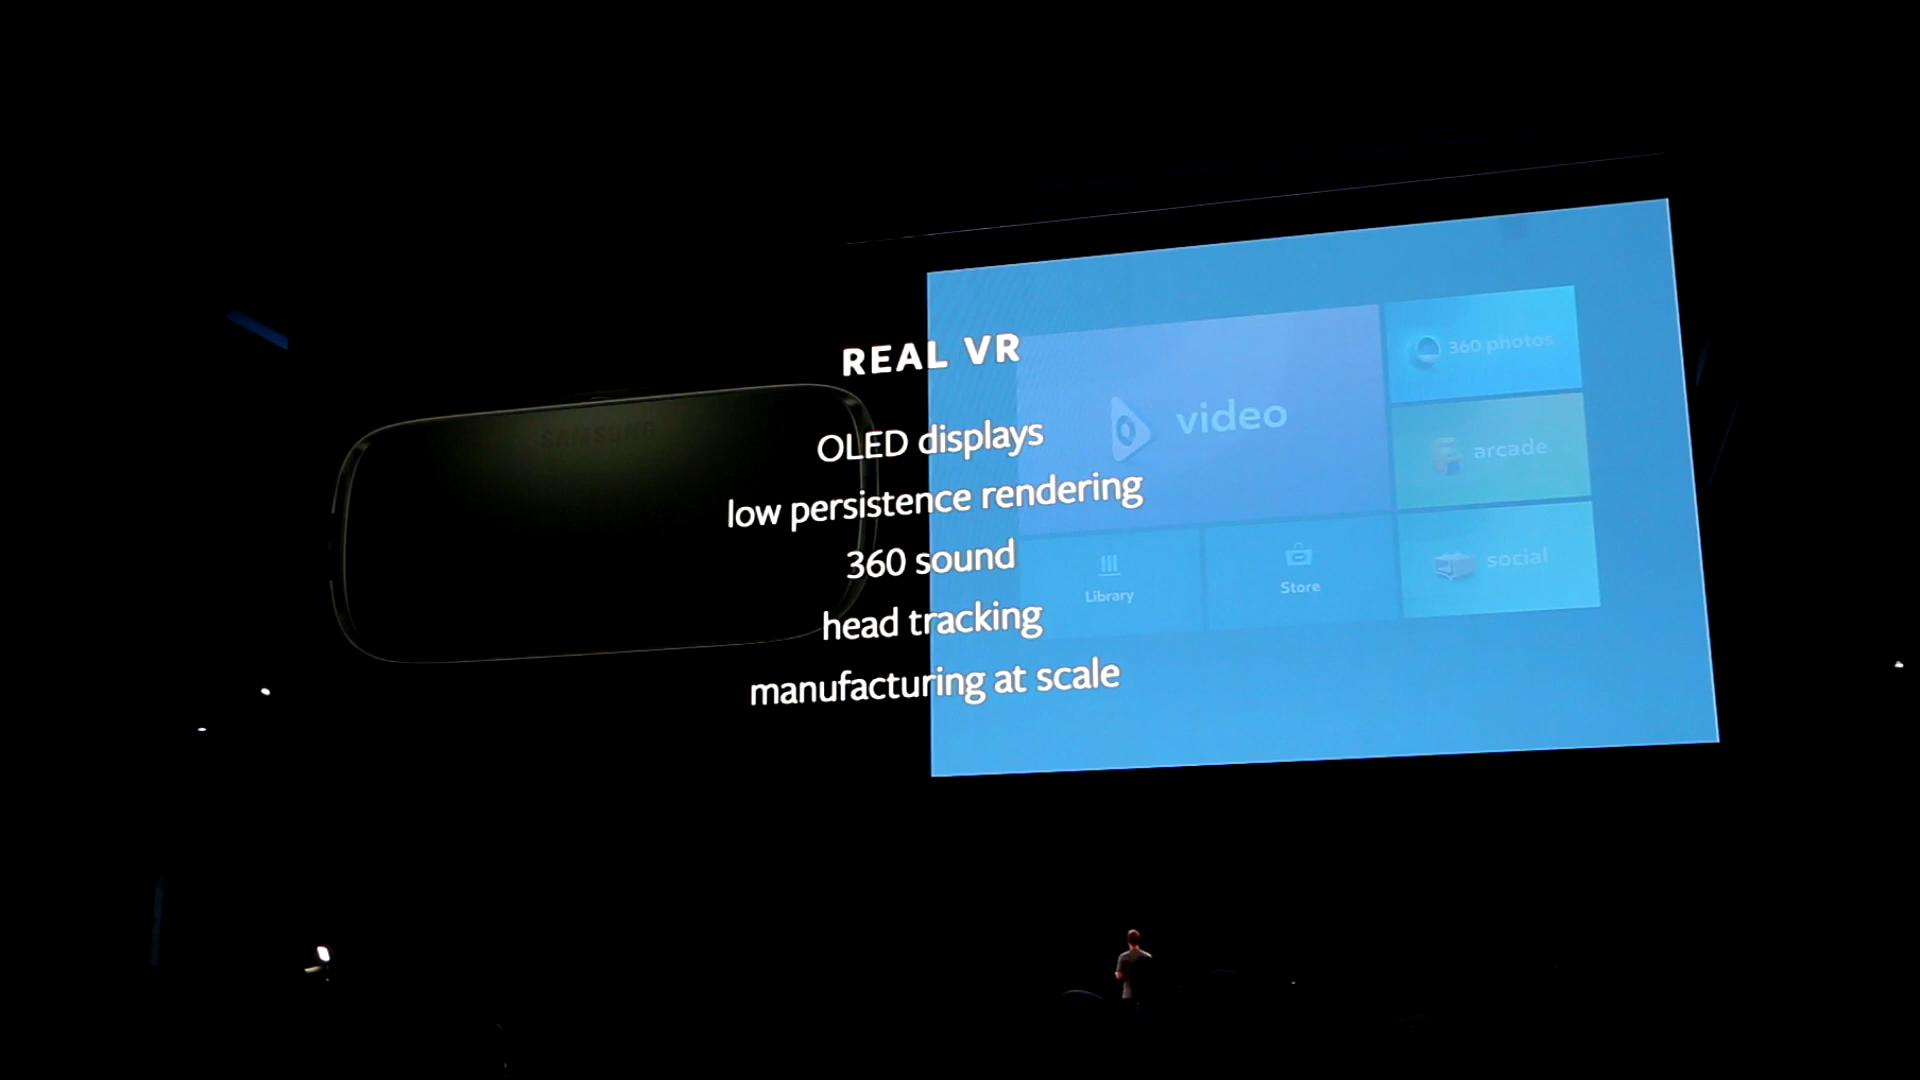 REAL VR
SAMSUNG
OLED displays
low persistence rendering
360 sound
head tracking
manufacturing at scale
video
360 photos
arcade
social
Library
Store